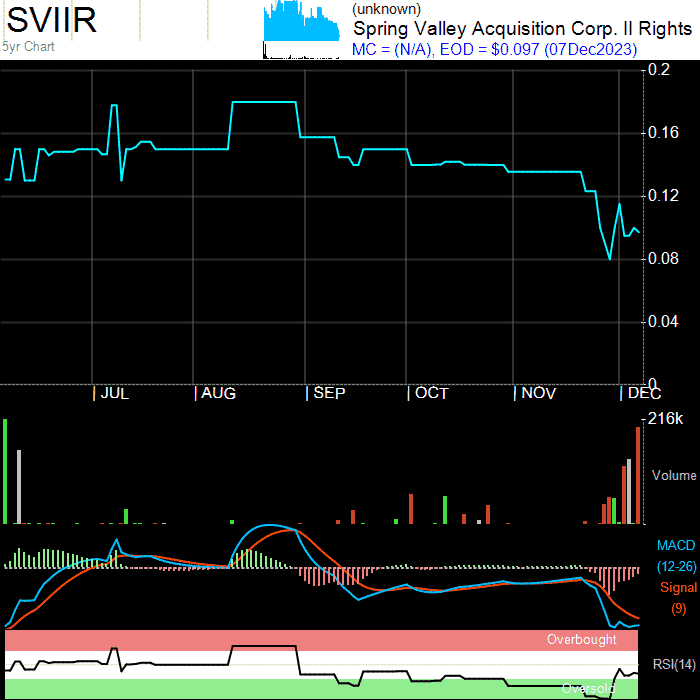 SVIIR
(unknown)
Spring Valley Acquisition Corp. II Rights
5yr Chart
MC = (N/A), EOD = $0.097 (07Dec2023)
0.2
0.16
0.12
0.08
0.04
0
JUL AUG SEP OCT NOV DEC
216k
Volume
MACD
(12-26)
Signal
(9)
Overbought
RSI(14)
Oversold